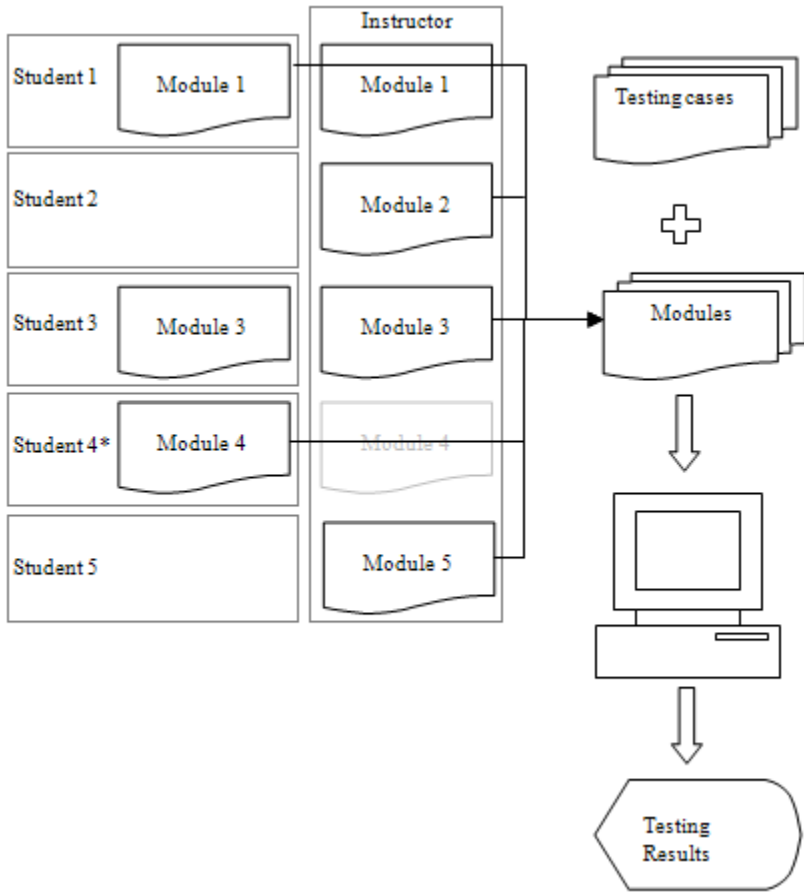 Instructor
Student 1
Module 1
Module 1
Testing cases
Student 2
Module 2
Student 3
Module 3
Module 3
Modules
Student 4*
Module 4
Module 4
Student 5
Module 5
Testing
Results